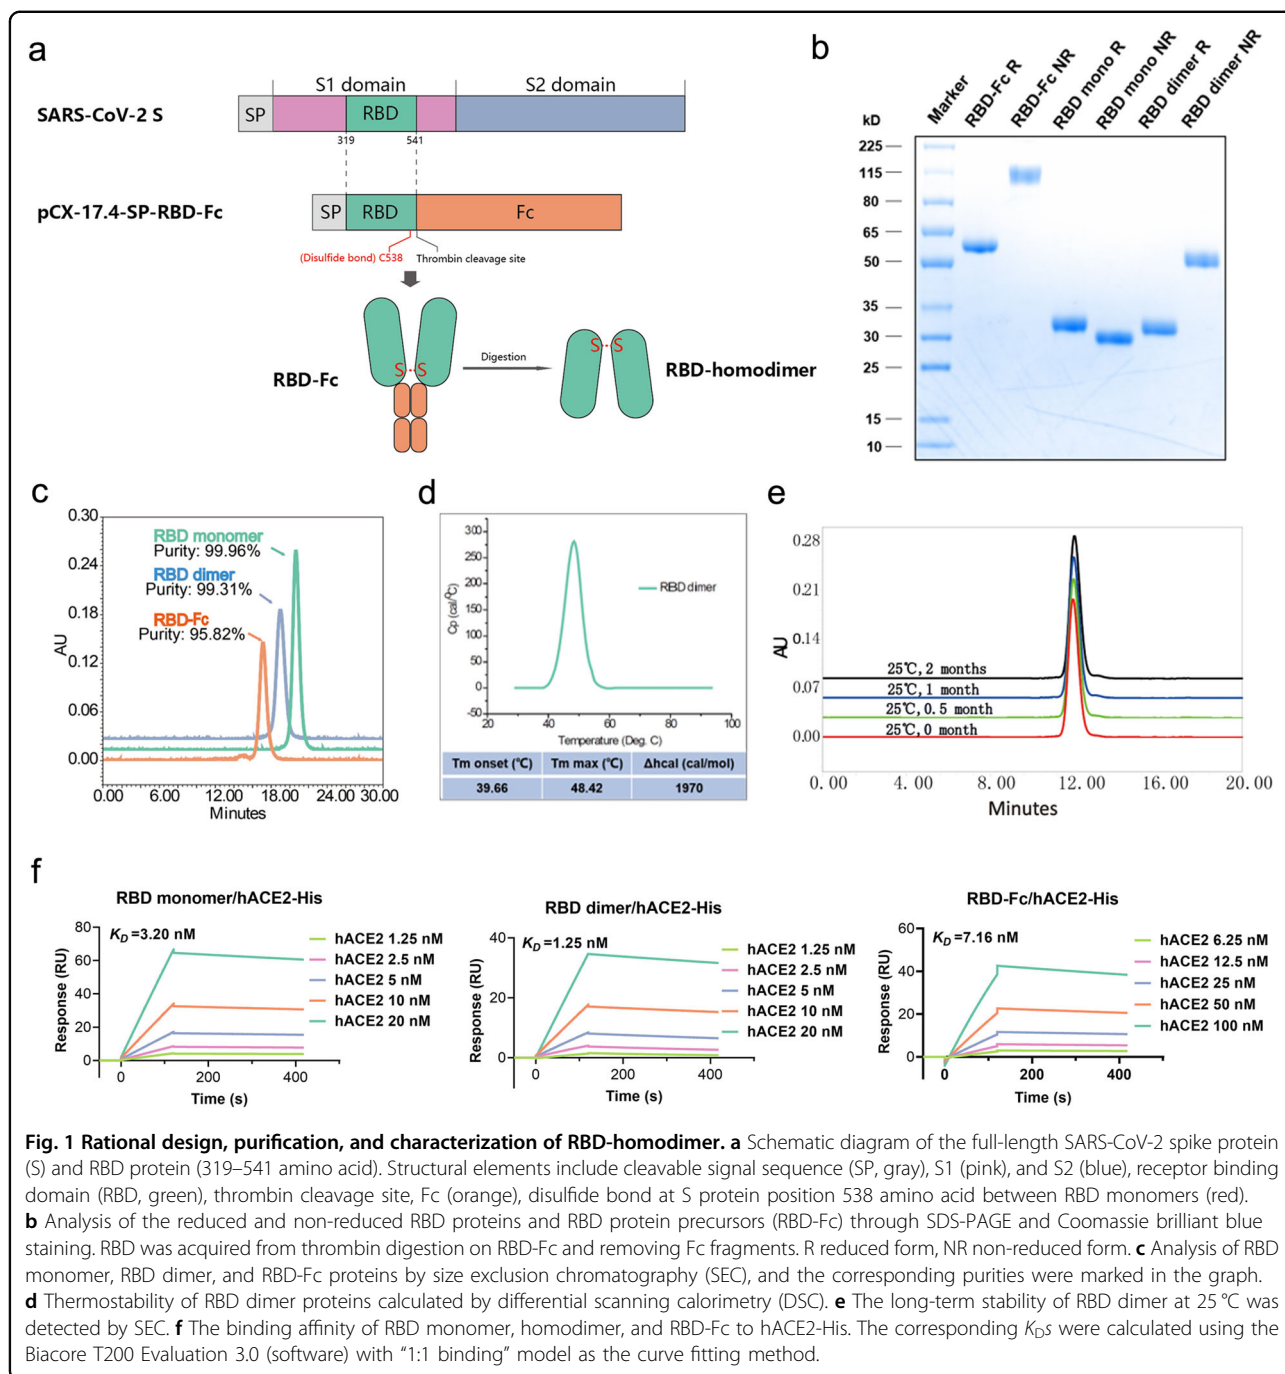 a
S1 domain
S2 domain
SARS-CoV-2 S
SP
RBD
319
541
pCX-17.4-SP-RBD-Fc
SP
RBD
Fc
(Disulfide bond) C538
Thrombin cleavage site
RBD-Fc
S
S
Digestion
S
S
RBD-homodimer
b
kD
Marker
RBD-Fc R
RBD-Fc NR
RBD mono R
RBD mono NR
RBD dimer R
RBD dimer NR
225
115
80
65
50
35
30
25
15
10
c
0.30
0.24
0.18
0.12
0.06
0.00
AU
RBD monomer
Purity: 99.96%
RBD dimer
Purity: 99.31%
RBD-Fc
Purity: 95.82%
0.00 6.00 12.00 18.00 24.00 30.00
Minutes
d
300
250
200
150
100
50
0
-50
Cp (cal/°C)
RBD dimer
20 40 60 80 100
Temperature (Deg. C)
Tm onset (℃) Tm max (℃) Δhcal (cal/mol)
39.66 48.42 1970
e
0.28
0.21
0.14
0.07
0.00
AU
25℃, 2 months
25℃, 1 month
25℃, 0.5 month
25℃, 0 month
0.00 4.00 8.00 12.00 16.00 20.00
Minutes
f
RBD monomer/hACE2-His
KD=3.20 nM
80
60
40
20
0
Response (RU)
0 200 400
Time (s)
hACE2 1.25 nM
hACE2 2.5 nM
hACE2 5 nM
hACE2 10 nM
hACE2 20 nM
RBD dimer/hACE2-His
KD=1.25 nM
40
20
0
Response (RU)
0 200 400
Time (s)
hACE2 1.25 nM
hACE2 2.5 nM
hACE2 5 nM
hACE2 10 nM
hACE2 20 nM
RBD-Fc/hACE2-His
KD=7.16 nM
60
40
20
0
Response (RU)
0 200 400
Time (s)
hACE2 6.25 nM
hACE2 12.5 nM
hACE2 25 nM
hACE2 50 nM
hACE2 100 nM
Fig. 1 Rational design, purification, and characterization of RBD-homodimer. a Schematic diagram of the full-length SARS-CoV-2 spike protein
(S) and RBD protein (319–541 amino acid). Structural elements include cleavable signal sequence (SP, gray), S1 (pink), and S2 (blue), receptor binding
domain (RBD, green), thrombin cleavage site, Fc (orange), disulfide bond at S protein position 538 amino acid between RBD monomers (red).
b Analysis of the reduced and non-reduced RBD proteins and RBD protein precursors (RBD-Fc) through SDS-PAGE and Coomassie brilliant blue
staining. RBD was acquired from thrombin digestion on RBD-Fc and removing Fc fragments. R reduced form, NR non-reduced form. c Analysis of RBD
monomer, RBD dimer, and RBD-Fc proteins by size exclusion chromatography (SEC), and the corresponding purities were marked in the graph.
d Thermostability of RBD dimer proteins calculated by differential scanning calorimetry (DSC). e The long-term stability of RBD dimer at 25 °C was
detected by SEC. f The binding affinity of RBD monomer, homodimer, and RBD-Fc to hACE2-His. The corresponding KDs were calculated using the
Biacore T200 Evaluation 3.0 (software) with “1:1 binding” model as the curve fitting method.